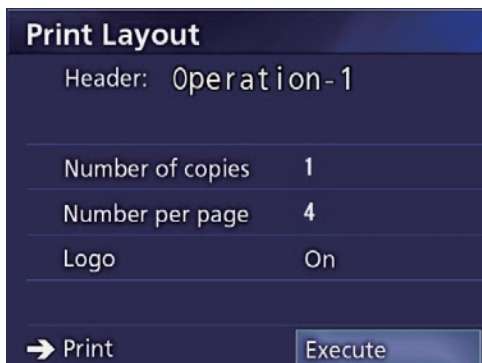 Print Layout
Header: Operation-1
Number of copies 1
Number per page 4
Logo On
→ Print Execute